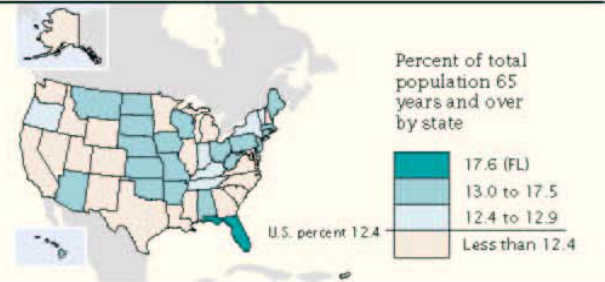 Percent of total
population 65
years and over
by state
17.6 (FL)
13.0 to 17.5
12.4 to 12.9
U.S. percent 12.4
Less than 12.4